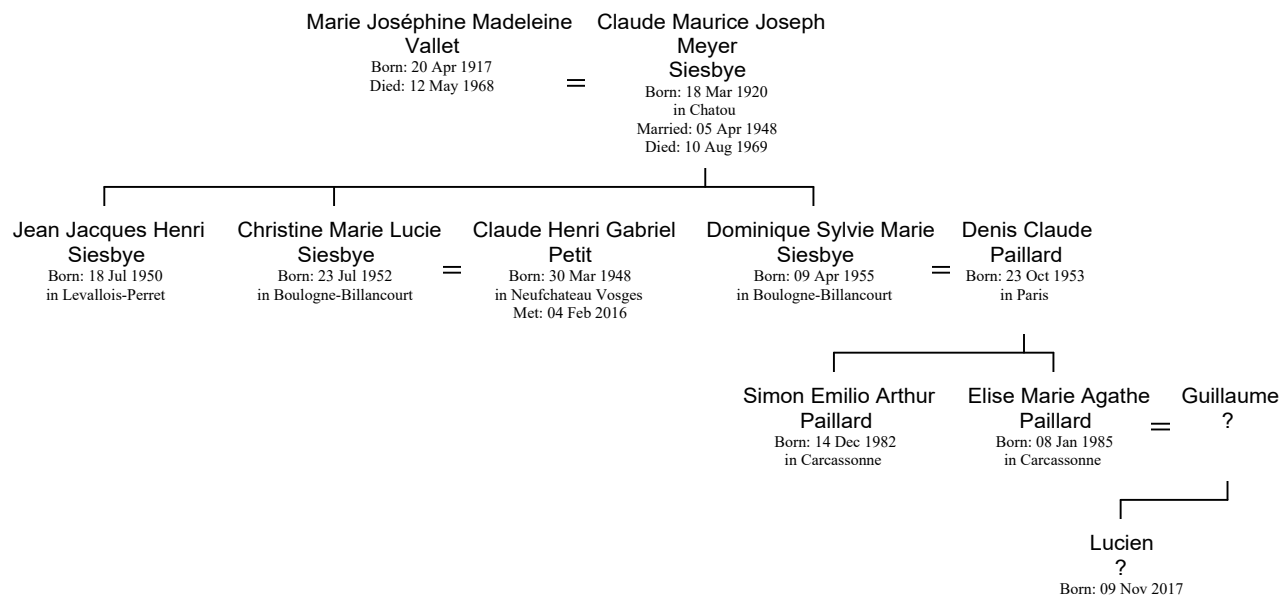 Marie Joséphine Madeleine
Vallet
Born: 20 Apr 1917
Died: 12 May 1968
=
Claude Maurice Joseph
Meyer
Siesbye
Born: 18 Mar 1920
in Chatou
Married: 05 Apr 1948
Died: 10 Aug 1969
Jean Jacques Henri
Siesbye
Born: 18 Jul 1950
in Levallois-Perret
Christine Marie Lucie
Siesbye
Born: 23 Jul 1952
in Boulogne-Billancourt
=
Claude Henri Gabriel
Petit
Born: 30 Mar 1948
in Neufchateau Vosges
Met: 04 Feb 2016
Dominique Sylvie Marie
Siesbye
Born: 09 Apr 1955
in Boulogne-Billancourt
=
Denis Claude
Paillard
Born: 23 Oct 1953
in Paris
Simon Emilio Arthur
Paillard
Born: 14 Dec 1982
in Carcassonne
Elise Marie Agathe
Paillard
Born: 08 Jan 1985
in Carcassonne
=
Guillaume
?
Lucien
?
Born: 09 Nov 2017